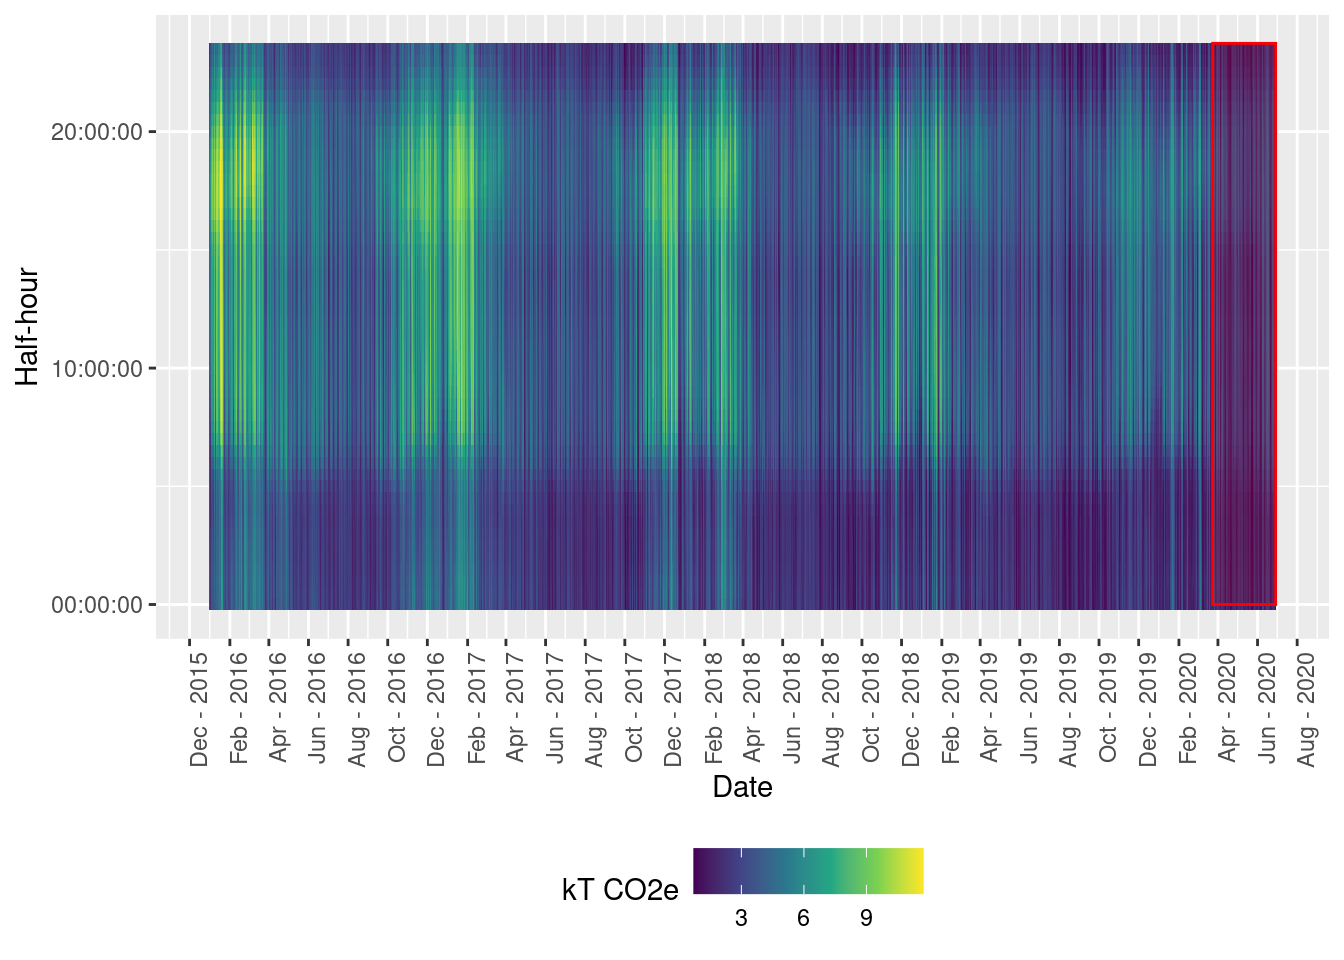 Half-hour
20:00:00
10:00:00
00:00:00
Dec - 2015
Feb - 2016
Apr - 2016
Jun - 2016
Aug - 2016
Oct - 2016
Dec - 2016
Feb - 2017
Apr - 2017
Jun - 2017
Aug - 2017
Oct - 2017
Dec - 2017
Feb - 2018
Apr - 2018
Jun - 2018
Aug - 2018
Oct - 2018
Dec - 2018
Feb - 2019
Apr - 2019
Jun - 2019
Aug - 2019
Oct - 2019
Dec - 2019
Feb - 2020
Apr - 2020
Jun - 2020
Aug - 2020
Date
kT CO2e
3 6 9